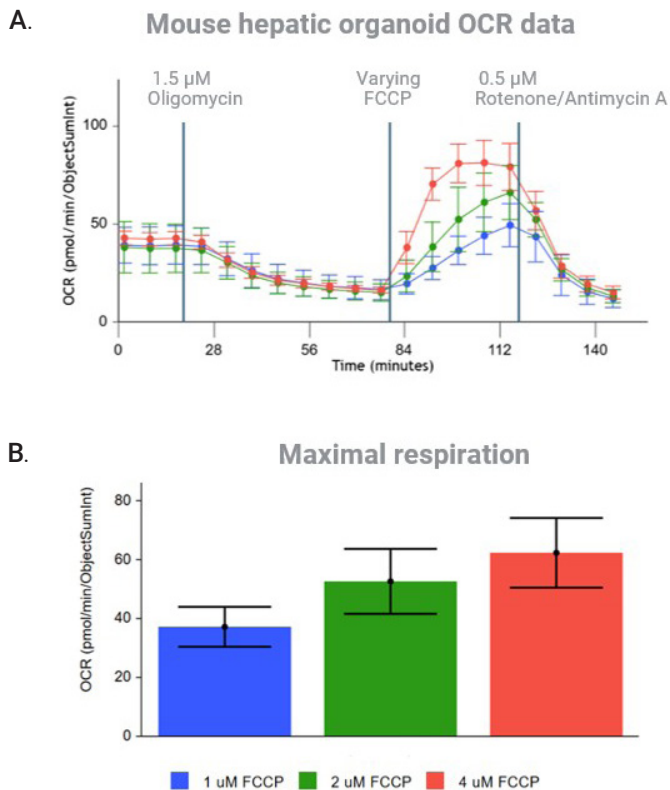 A.
Mouse hepatic organoid OCR data
1.5 µM
Oligomycin
Varying
FCCP
0.5 µM
Rotenone/Antimycin A
OCR (pmol/min/ObjectSumInt)
100
50
0
0 28 56 84 112 140
Time (minutes)
B.
Maximal respiration
OCR (pmol/min/ObjectSumInt)
80
60
40
20
0
1 uM FCCP 2 uM FCCP 4 uM FCCP